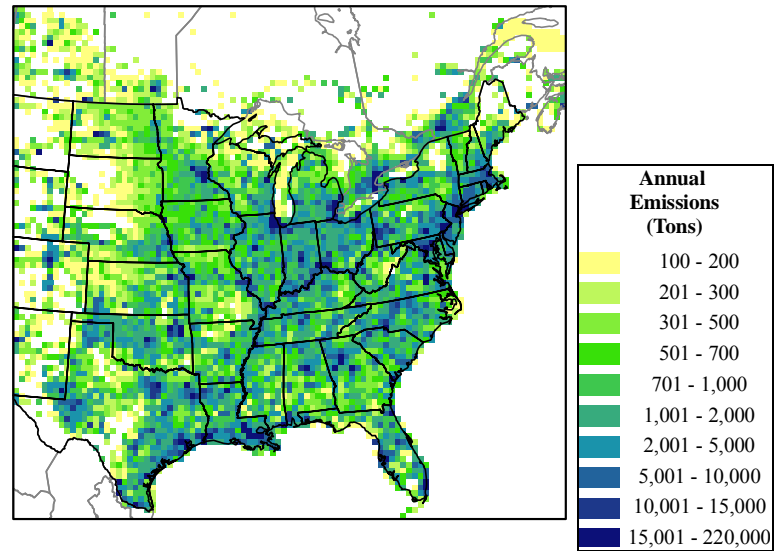 Annual
Emissions
(Tons)
100 - 200
201 - 300
301 - 500
501 - 700
701 - 1,000
1,001 - 2,000
2,001 - 5,000
5,001 - 10,000
10,001 - 15,000
15,001 - 220,000